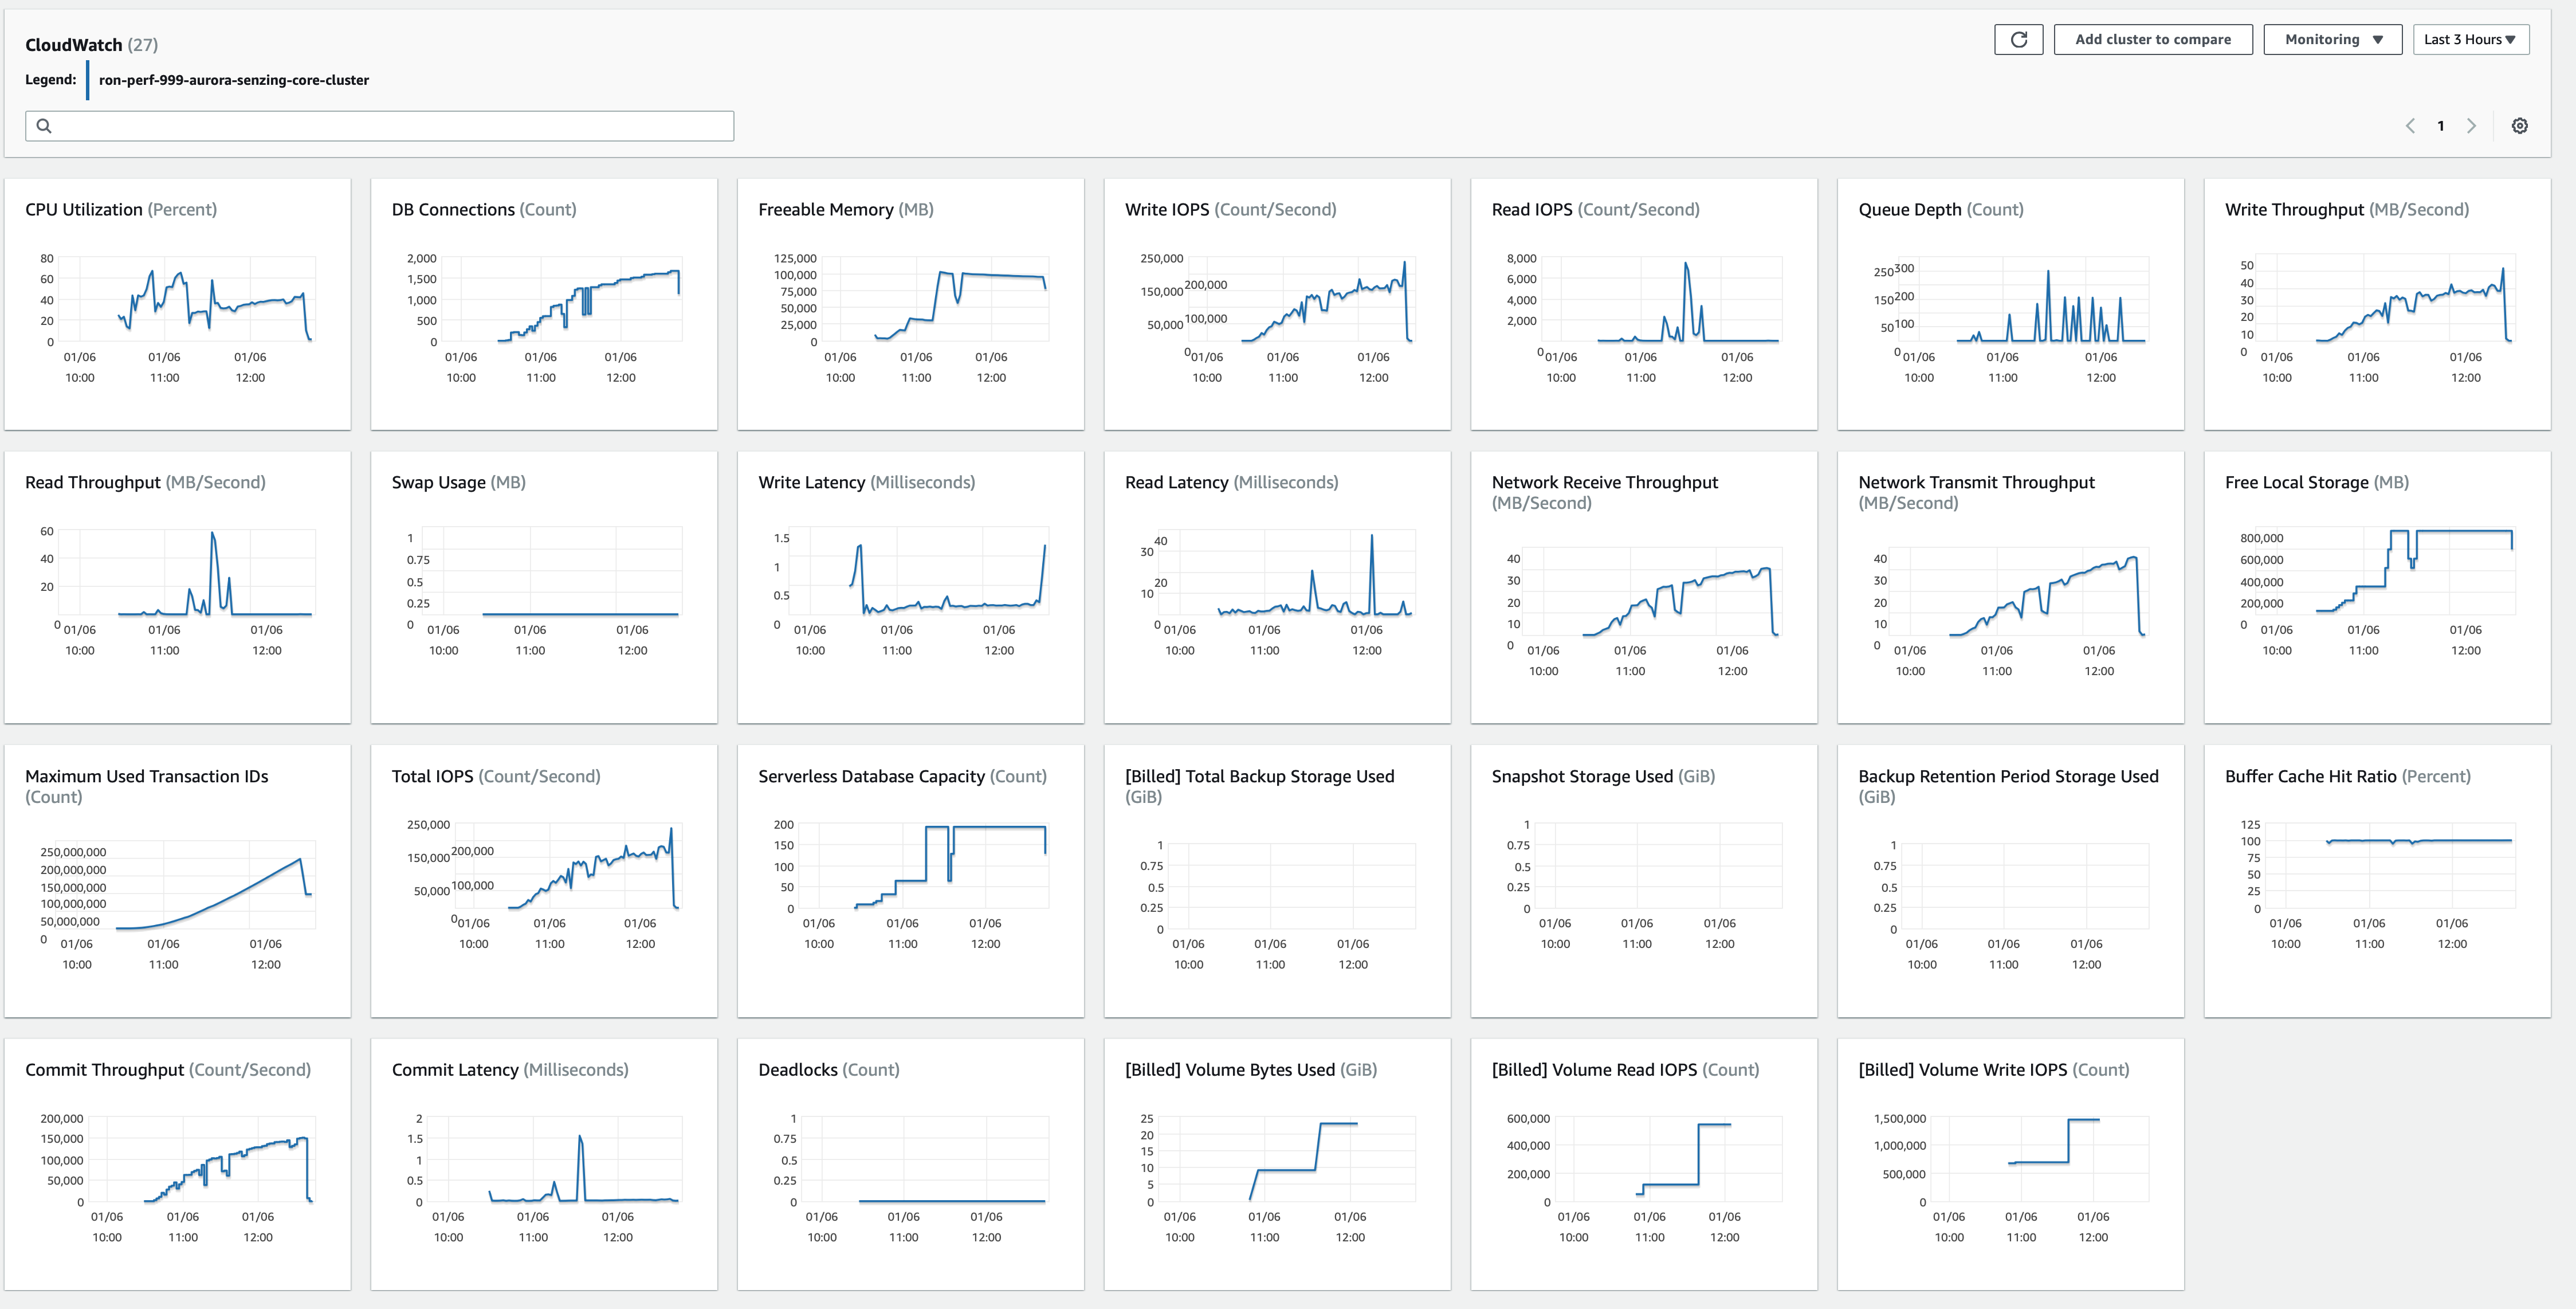 CloudWatch (27)
Add cluster to compare
Monitoring
Last 3 Hours
Legend:
ron-perf-999-aurora-senzing-core-cluster
1
CPU Utilization (Percent)
80
60
40
20
0
01/06 01/06 01/06
10:00 11:00 12:00
DB Connections (Count)
2,000
1,500
1,000
500
0
01/06 01/06 01/06
10:00 11:00 12:00
Freeable Memory (MB)
125,000
100,000
75,000
50,000
25,000
0
01/06 01/06 01/06
10:00 11:00 12:00
Write IOPS (Count/Second)
250,000
200,000
150,000
100,000
50,000
0
01/06 01/06 01/06
10:00 11:00 12:00
Read IOPS (Count/Second)
8,000
6,000
4,000
2,000
0
01/06 01/06 01/06
10:00 11:00 12:00
Queue Depth (Count)
300
250
200
150
100
50
0
01/06 01/06 01/06
10:00 11:00 12:00
Write Throughput (MB/Second)
50
40
30
20
10
0
01/06 01/06 01/06
10:00 11:00 12:00
Read Throughput (MB/Second)
60
40
20
0
01/06 01/06 01/06
10:00 11:00 12:00
Swap Usage (MB)
1
0.75
0.5
0.25
0
01/06 01/06 01/06
10:00 11:00 12:00
Write Latency (Milliseconds)
1.5
1
0.5
0
01/06 01/06 01/06
10:00 11:00 12:00
Read Latency (Milliseconds)
40
30
20
10
0
01/06 01/06 01/06
10:00 11:00 12:00
Network Receive Throughput
(MB/Second)
40
30
20
10
0
01/06 01/06 01/06
10:00 11:00 12:00
Network Transmit Throughput
(MB/Second)
40
30
20
10
0
01/06 01/06 01/06
10:00 11:00 12:00
Free Local Storage (MB)
800,000
600,000
400,000
200,000
0
01/06 01/06 01/06
10:00 11:00 12:00
Maximum Used Transaction IDs
(Count)
250,000,000
200,000,000
150,000,000
100,000,000
50,000,000
0
01/06 01/06 01/06
10:00 11:00 12:00
Total IOPS (Count/Second)
250,000
200,000
150,000
100,000
50,000
0
01/06 01/06 01/06
10:00 11:00 12:00
Serverless Database Capacity (Count)
200
150
100
50
0
01/06 01/06 01/06
10:00 11:00 12:00
[Billed] Total Backup Storage Used
(GiB)
1
0.75
0.5
0.25
0
01/06 01/06 01/06
10:00 11:00 12:00
Snapshot Storage Used (GiB)
1
0.75
0.5
0.25
0
01/06 01/06 01/06
10:00 11:00 12:00
Backup Retention Period Storage Used
(GiB)
1
0.75
0.5
0.25
0
01/06 01/06 01/06
10:00 11:00 12:00
Buffer Cache Hit Ratio (Percent)
125
100
75
50
25
0
01/06 01/06 01/06
10:00 11:00 12:00
Commit Throughput (Count/Second)
200,000
150,000
100,000
50,000
0
01/06 01/06 01/06
10:00 11:00 12:00
Commit Latency (Milliseconds)
2
1.5
1
0.5
0
01/06 01/06 01/06
10:00 11:00 12:00
Deadlocks (Count)
1
0.75
0.5
0.25
0
01/06 01/06 01/06
10:00 11:00 12:00
[Billed] Volume Bytes Used (GiB)
25
20
15
10
5
0
01/06 01/06 01/06
10:00 11:00 12:00
[Billed] Volume Read IOPS (Count)
600,000
400,000
200,000
0
01/06 01/06 01/06
10:00 11:00 12:00
[Billed] Volume Write IOPS (Count)
1,500,000
1,000,000
500,000
0
01/06 01/06 01/06
10:00 11:00 12:00